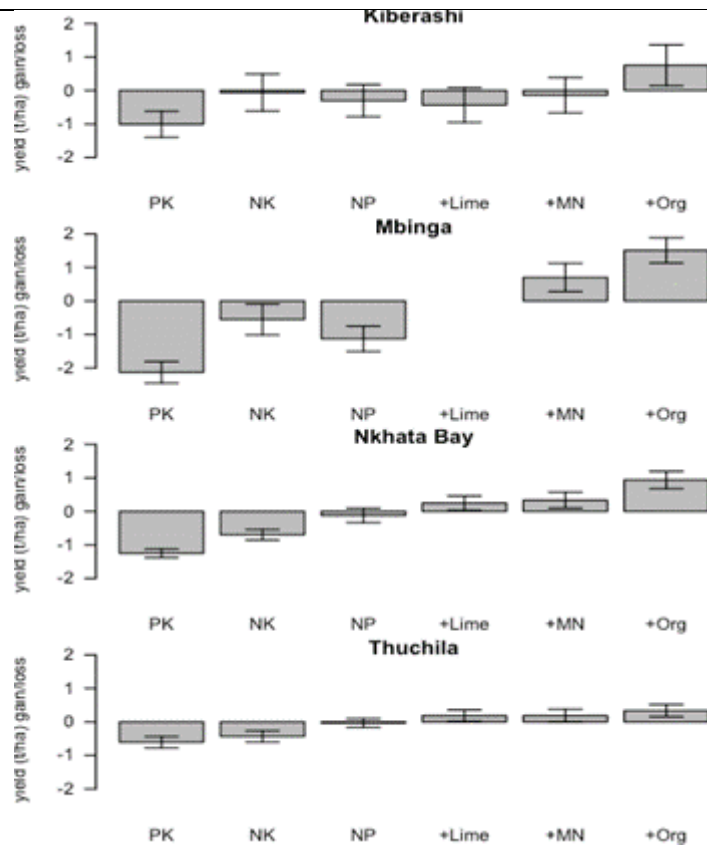 Kiberashi
yield (t/ha) gain/loss
2
1
0
-1
-2
PK NK NP +Lime +MN +Org
Mbinga
yield (t/ha) gain/loss
2
1
0
-1
-2
PK NK NP +Lime +MN +Org
Nkhata Bay
yield (t/ha) gain/loss
2
1
0
-1
-2
PK NK NP +Lime +MN +Org
Thuchila
yield (t/ha) gain/loss
2
1
0
-1
-2
PK NK NP +Lime +MN +Org